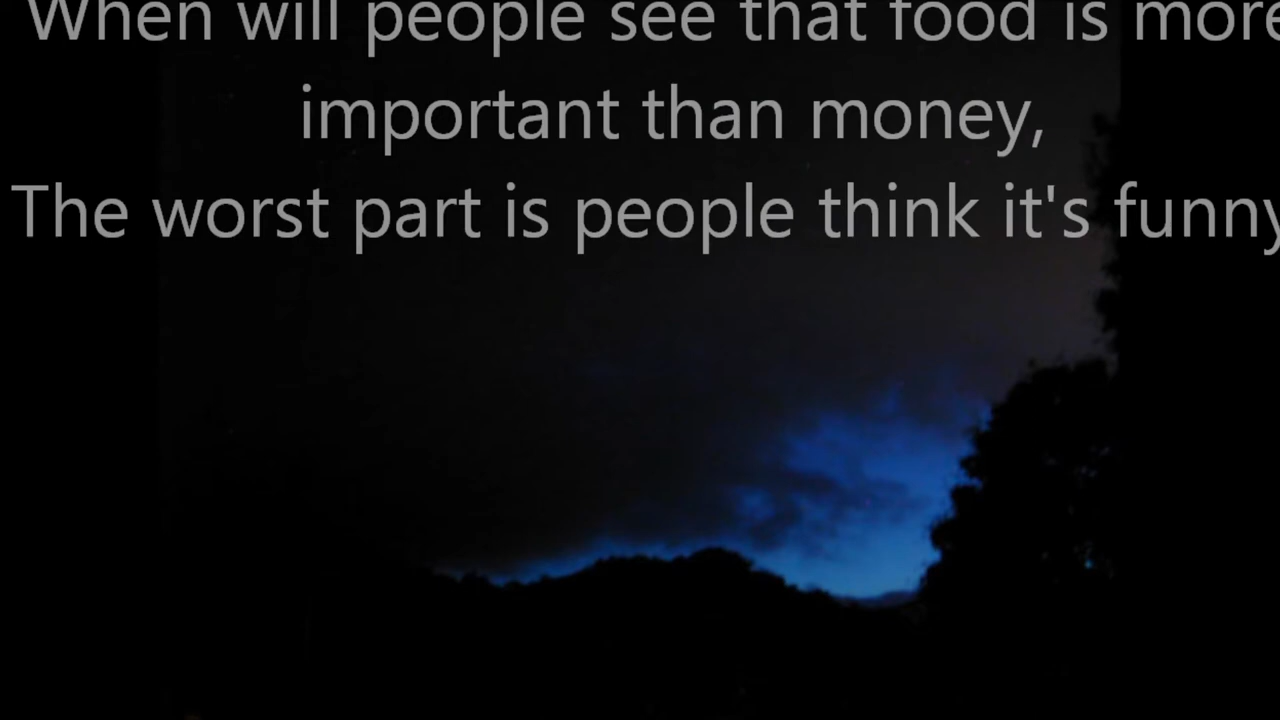 When will people see that food is more
important than money,
The worst part is people think it's funny